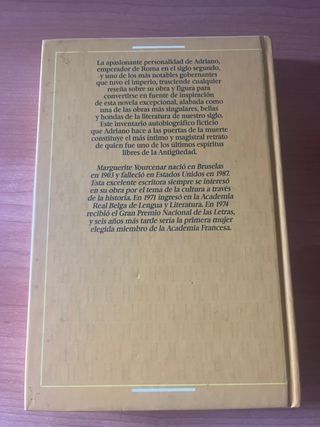 La apasionante personalidad de Adriano,
emperador de Roma en el siglo segundo,
y uno de los más notables gobernantes
que tuvo el imperio, trasciende cualquier
reseña sobre su obra y figura para
convertirse en fuente de inspiración
de esta novela excepcional, alabada como
una de las obras más singulares, bellas
y hondas de la literatura de nuestro siglo.
Este inventario autobiográfico ficticio
que Adriano hace a las puertas de la muerte
constituye el más íntimo y magistral retrato
de quien fue uno de los últimos espíritus
libres de la Antigüedad.
Marguerite Yourcenar nació en Bruselas
en 1903 y falleció en Estados Unidos en 1987.
Esta excelente escritora siempre se interesó
en su obra por el tema de la cultura a través
de la historia. En 1971 ingresó en la Academia
Real Belga de Lengua y Literatura. En 1974
recibió el Gran Premio Nacional de las Letras,
y seis años más tarde sería la primera mujer
elegida miembro de la Academia Francesa.